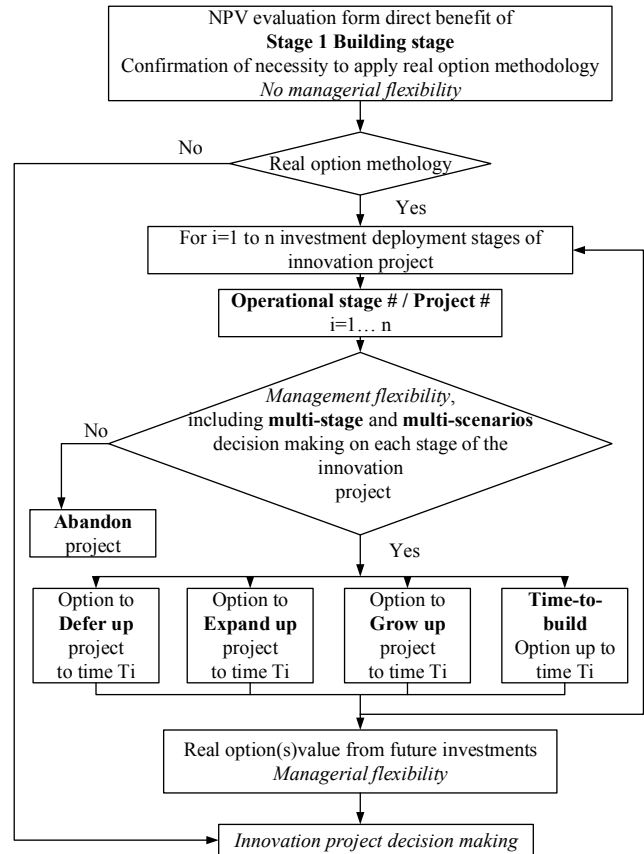 NPV evaluation form direct benefit of
Stage 1 Building stage
Confirmation of necessity to apply real option methodology
No managerial flexibility
No
Real option methology
Yes
For i=1 to n investment deployment stages of
innovation project
Operational stage # / Project #
i=1… n
Management flexibility,
including multi-stage and multi-scenarios
decision making on each stage of the
innovation
project
No
Abandon
project
Yes
Option to
Defer up
project
to time Ti
Option to
Expand up
project
to time Ti
Option to
Grow up
project
to time Ti
Time-to-
build
Option up to
time Ti
Real option(s)value from future investments
Managerial flexibility
Innovation project decision making